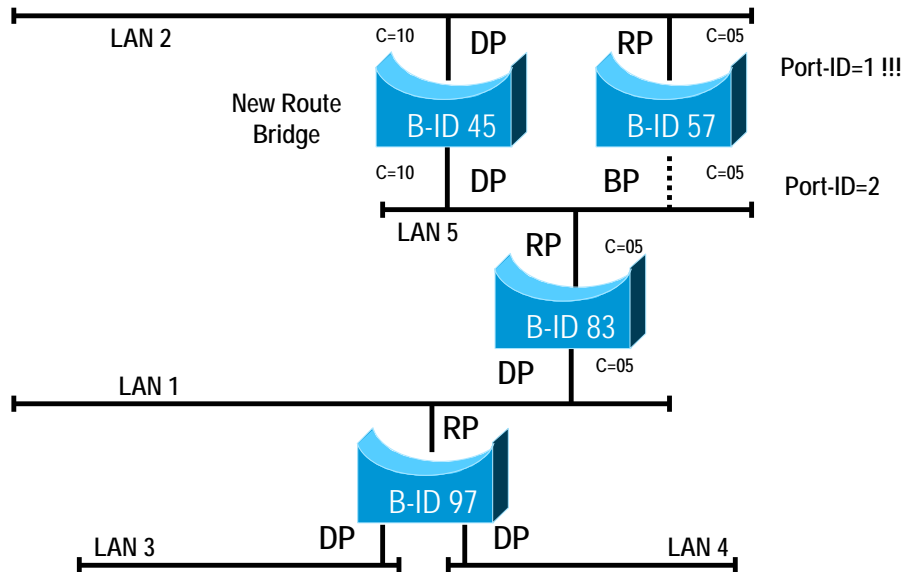 LAN 2
C=10
DP
RP
C=05
Port-ID=1 !!!
New Route
Bridge
B-ID 45
B-ID 57
C=10
DP
BP
C=05
Port-ID=2
LAN 5
RP
C=05
B-ID 83
DP
C=05
LAN 1
RP
B-ID 97
LAN 3
DP
DP
LAN 4